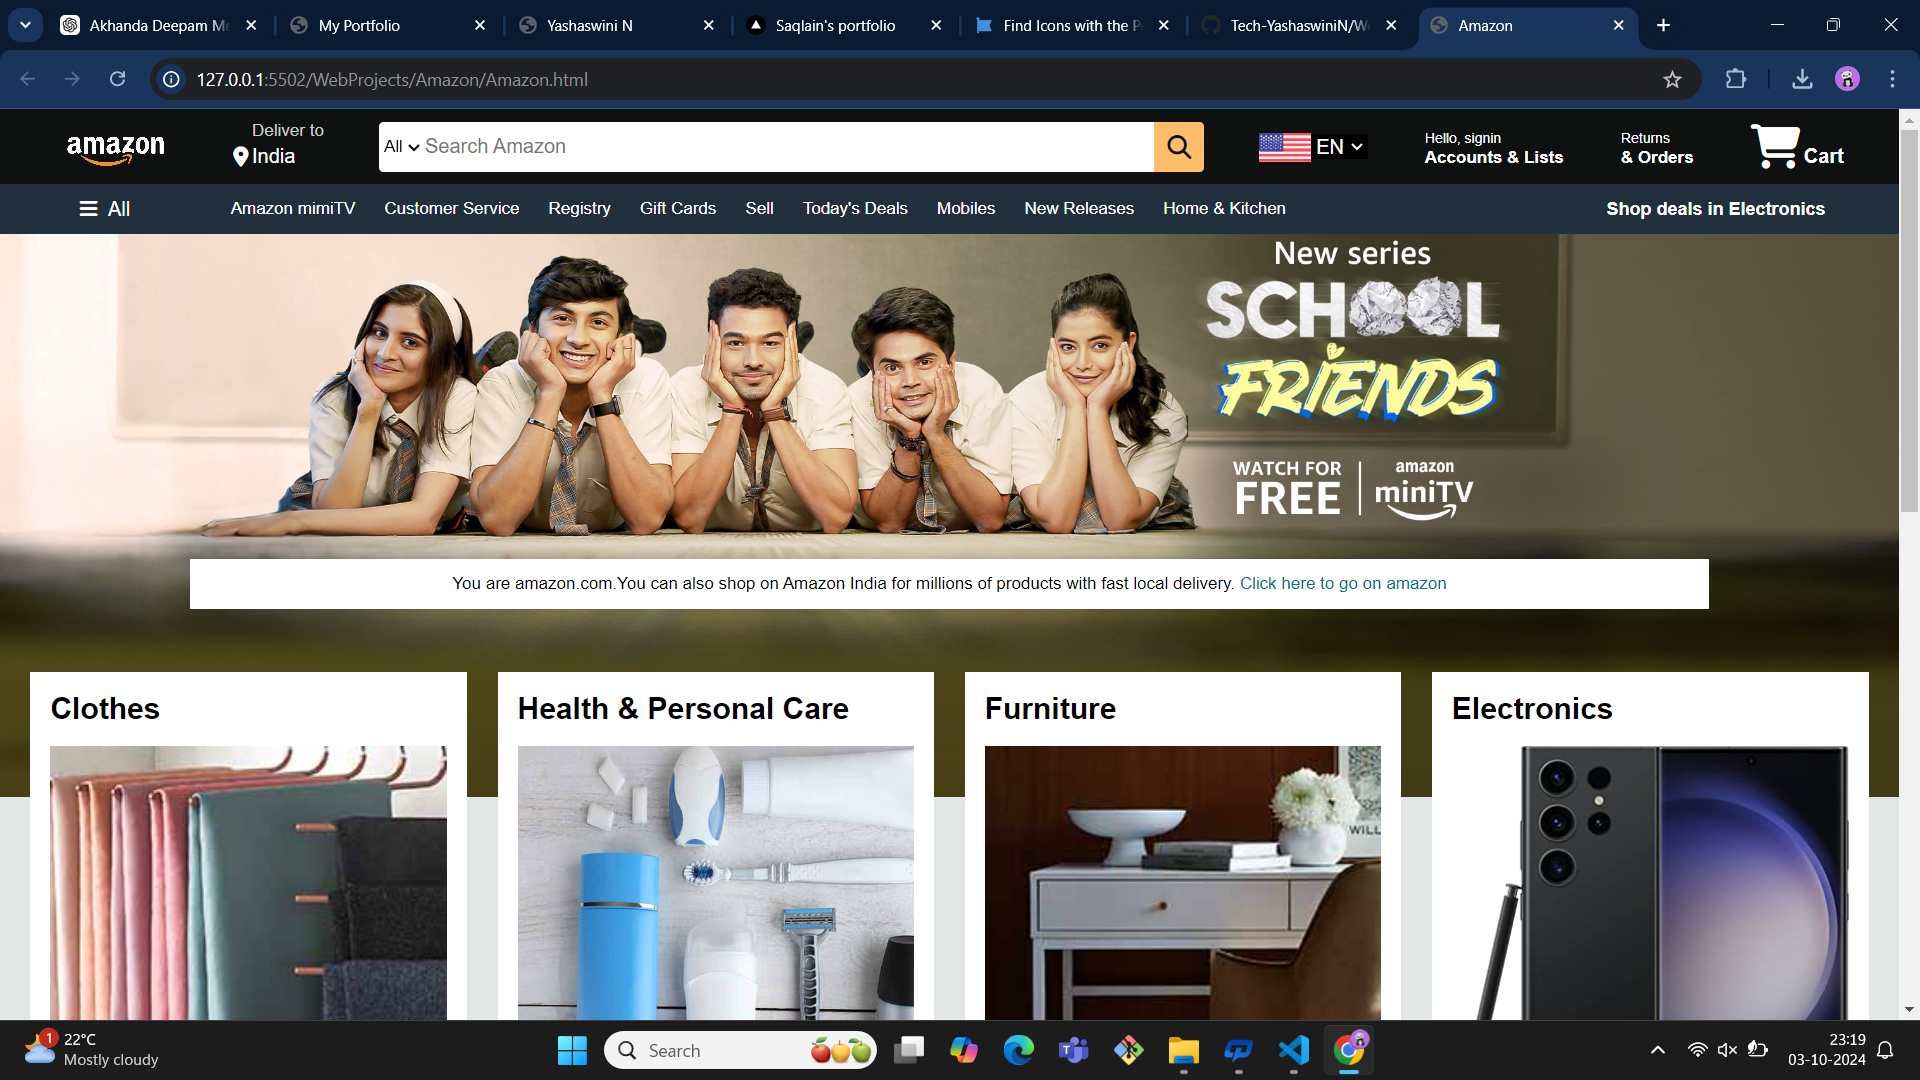 Akhanda Deepam Me
My Portfolio
Yashaswini N
Saqlain's portfolio
Find Icons with the P
Tech-YashaswiniN/W
Amazon
127.0.0.1:5502/WebProjects/Amazon/Amazon.html
amazon
Deliver to
India
All
Search Amazon
EN
Hello, signin
Accounts & Lists
Returns
& Orders
Cart
All
Amazon mimiTV
Customer Service
Registry
Gift Cards
Sell
Today's Deals
Mobiles
New Releases
Home & Kitchen
Shop deals in Electronics
New series
SCHOOL
FRIENDS
WATCH FOR
FREE
amazon
miniTV
You are amazon.com.You can also shop on Amazon India for millions of products with fast local delivery. Click here to go on amazon
Clothes
Health & Personal Care
Furniture
Electronics
WILL
1
22°C
Mostly cloudy
Search
23:19
03-10-2024